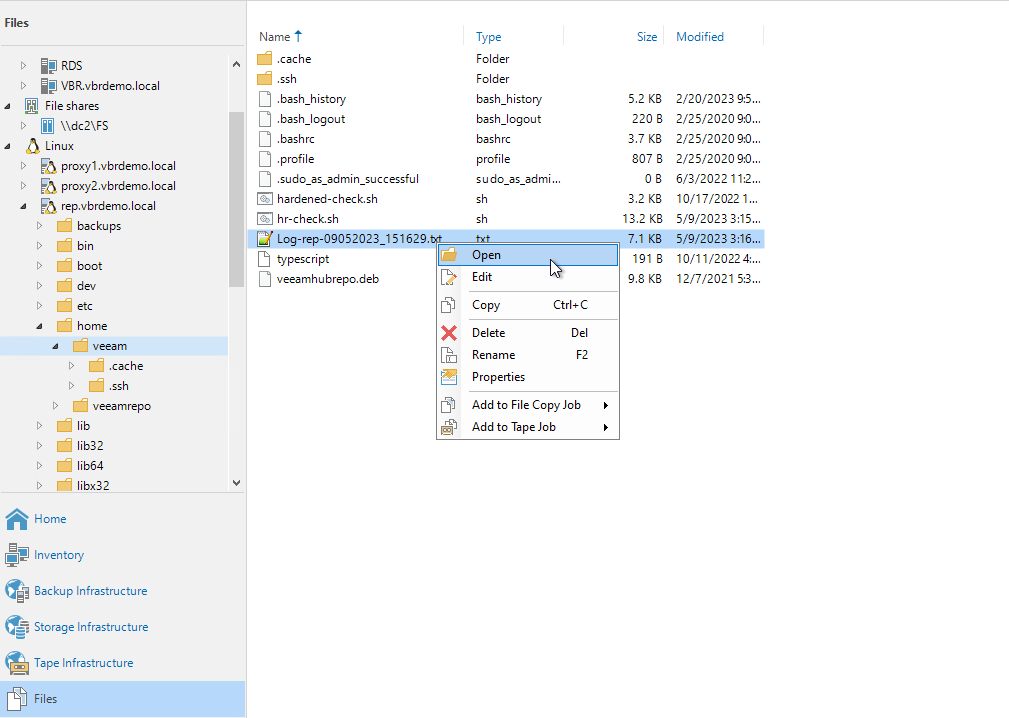 Files
RDS
VBR.vbrdemo.local
File shares
\\dc2\FS
Linux
proxy1.vbrdemo.local
proxy2.vbrdemo.local
rep.vbrdemo.local
backups
bin
boot
dev
etc
home
veeam
.cache
.ssh
veeamrepo
lib
lib32
lib64
libx32
Home
Inventory
Backup Infrastructure
Storage Infrastructure
Tape Infrastructure
Files
Name Type Size Modified
.cache Folder
.ssh Folder
.bash_history bash_history 5.2 KB 2/20/2023 9:5...
.bash_logout bash_logout 220 B 2/25/2020 9:0...
.bashrc bashrc 3.7 KB 2/25/2020 9:0...
.profile profile 807 B 2/25/2020 9:0...
.sudo_as_admin_successful sudo_as_admi... 0 B 6/3/2022 11:2...
hardened-check.sh sh 3.2 KB 10/17/2022 1...
hr-check.sh sh 13.2 KB 5/9/2023 3:15...
Log-rep-09052023_151629.txt txt 7.1 KB 5/9/2023 3:16...
typescript 191 B 10/11/2022 4:...
veeamhubrepo.deb 9.8 KB 12/7/2021 5:3...
Open
Edit
Copy Ctrl+C
Delete Del
Rename F2
Properties
Add to File Copy Job
Add to Tape Job